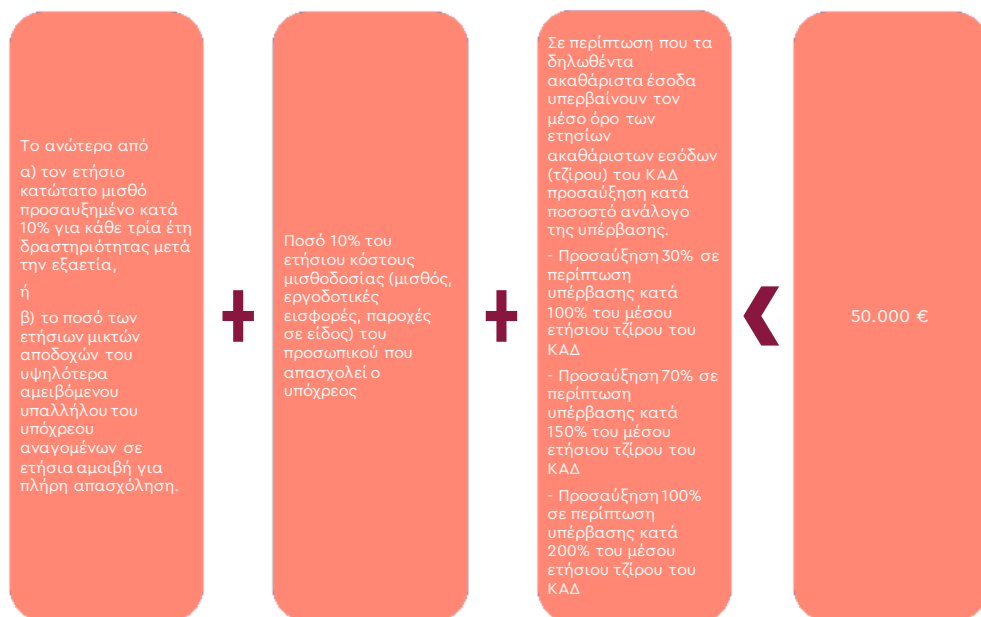 Το ανώτερο από
α) τον ετήσιο
κατώτατο μισθό
προσαυξημένο κατά
10% για κάθε τρία έτη
δραστηριότητας μετά
την εξαετία,
ή
β) το ποσό των
ετησίων μικτών
αποδοχών του
υψηλότερα
αμειβόμενου
υπαλλήλου του
υπόχρεου
αναγομένων σε
ετήσια αμοιβή για
πλήρη απασχόληση.
Ποσό 10% του
ετήσιου κόστους
μισθοδοσίας (μισθός,
εργοδοτικές
εισφορές, παροχές
σε είδος) του
προσωπικού που
απασχολεί ο
υπόχρεος
Σε περίπτωση που τα
δηλωθέντα
ακαθάριστα έσοδα
υπερβαίνουν τον
μέσο όρο των
ετησίων
ακαθάριστων εσόδων
(τζίρου) του ΚΑΔ
προσαύξηση κατά
ποσοστό ανάλογο
της υπέρβασης.
- Προσαύξηση 30% σε
περίπτωση
υπέρβασης κατά
100% του μέσου
ετήσιου τζίρου του
ΚΑΔ
- Προσαύξηση 70% σε
περίπτωση
υπέρβασης κατά
150% του μέσου
ετήσιου τζίρου του
ΚΑΔ
- Προσαύξηση 100%
σε περίπτωση
υπέρβασης κατά
200% του μέσου
ετήσιου τζίρου του
ΚΑΔ
50.000 €